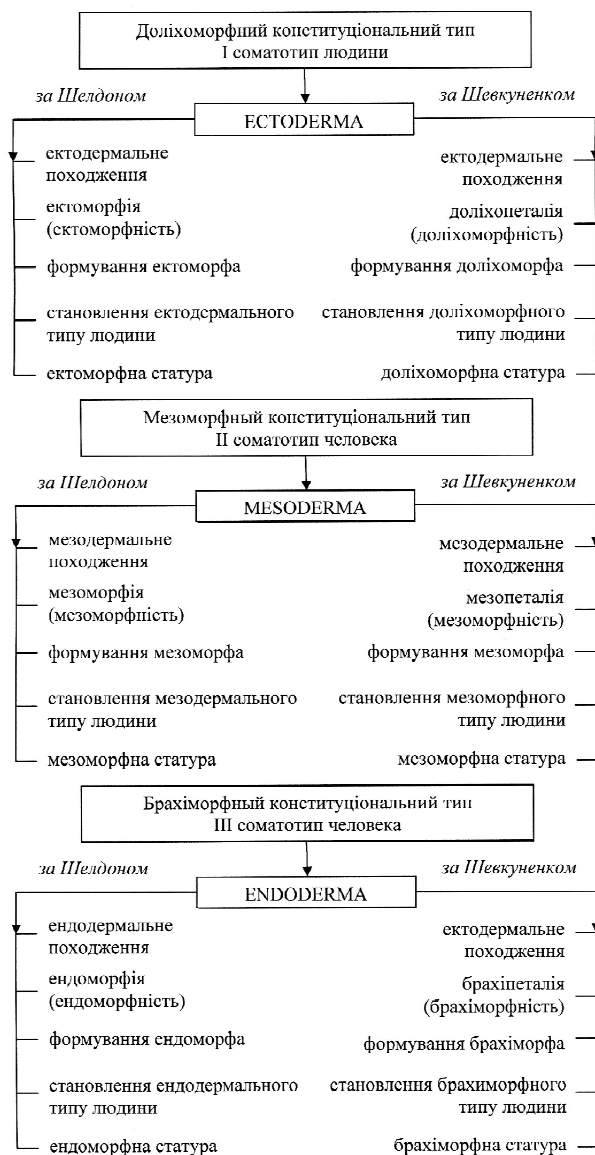 Доліхоморфний конституціональний тип
I соматотип людини
за Шелдоном
за Шевкуненком
ECTODERMA
ектодермальне
походження
ектоморфія
(ектоморфність)
формування ектоморфа
становлення ектодермального
типу людини
ектоморфна статура
ектодермальне
походження
доліхопеталія
(доліхоморфність)
формування доліхоморфа
становлення доліхоморфного
типу людини
доліхоморфна статура
Мезоморфный конституціональний тип
II соматотип человека
за Шелдоном
за Шевкуненком
MESODERMA
мезодермальне
походження
мезоморфія
(мезоморфність)
формування мезоморфа
становлення мезодермального
типу людини
мезоморфна статура
мезодермальне
походження
мезопеталія
(мезоморфність)
формування мезоморфа
становлення мезоморфного
типу людини
мезоморфна статура
Брахіморфный конституціональний тип
III соматотип человека
за Шелдоном
за Шевкуненком
ENDODERMA
ендодермальне
походження
ендоморфія
(ендоморфність)
формування ендоморфа
становлення ендодермального
типу людини
ендоморфна статура
ектодермальне
походження
брахіпеталія
(брахіморфність)
формування брахіморфа
становлення брахиморфного
типу людини
брахіморфна статура